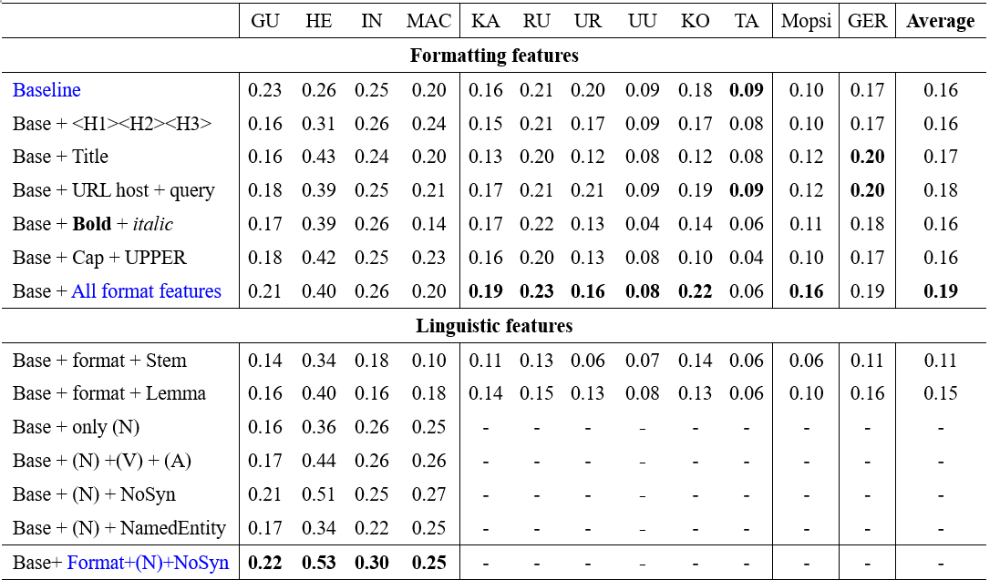 GU HE IN MAC KA RU UR UU KO TA Mopsi GER Average
Formatting features
Baseline 0.23 0.26 0.25 0.20 0.16 0.21 0.20 0.09 0.18 0.09 0.10 0.17 0.16
Base + <H1><H2><H3> 0.16 0.31 0.26 0.24 0.15 0.21 0.17 0.09 0.17 0.08 0.10 0.17 0.16
Base + Title 0.16 0.43 0.24 0.20 0.13 0.20 0.12 0.08 0.12 0.08 0.12 0.20 0.17
Base + URL host + query 0.18 0.39 0.25 0.21 0.17 0.21 0.21 0.09 0.19 0.09 0.12 0.20 0.18
Base + Bold + italic 0.17 0.39 0.26 0.14 0.17 0.22 0.13 0.04 0.14 0.06 0.11 0.18 0.16
Base + Cap + UPPER 0.18 0.42 0.25 0.23 0.16 0.20 0.13 0.08 0.10 0.04 0.10 0.17 0.16
Base + All format features 0.21 0.40 0.26 0.20 0.19 0.23 0.16 0.08 0.22 0.06 0.16 0.19 0.19
Linguistic features
Base + format + Stem 0.14 0.34 0.18 0.10 0.11 0.13 0.06 0.07 0.14 0.06 0.06 0.11 0.11
Base + format + Lemma 0.16 0.40 0.16 0.18 0.14 0.15 0.13 0.08 0.13 0.06 0.10 0.16 0.15
Base + only (N) 0.16 0.36 0.26 0.25 - - - - - - - - -
Base + (N) +(V) + (A) 0.17 0.44 0.26 0.26 - - - - - - - - -
Base + (N) + NoSyn 0.21 0.51 0.25 0.27 - - - - - - - - -
Base + (N) + NamedEntity 0.17 0.34 0.22 0.25 - - - - - - - - -
Base+ Format+(N)+NoSyn 0.22 0.53 0.30 0.25 - - - - - - - - -